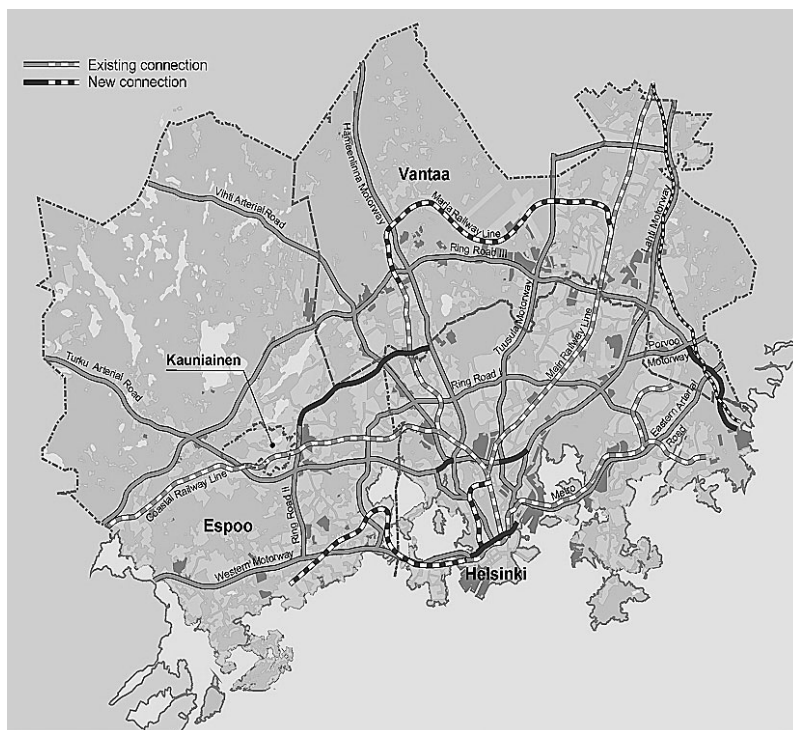 Existing connection
New connection
Hämeenlinna Motorway
Vantaa
Vihti Arterial Road
Marja Railway Line
Lahti Motorway
Ring Road III
Tuusula Motorway
Main Railway Line
Porvoo
Motorway
Turku Arterial Road
Kauniainen
Ring Road I
Eastern Arterial
Road
Coastal Railway Line
Ring Road II
Metro
Espoo
Western Motorway
Helsinki